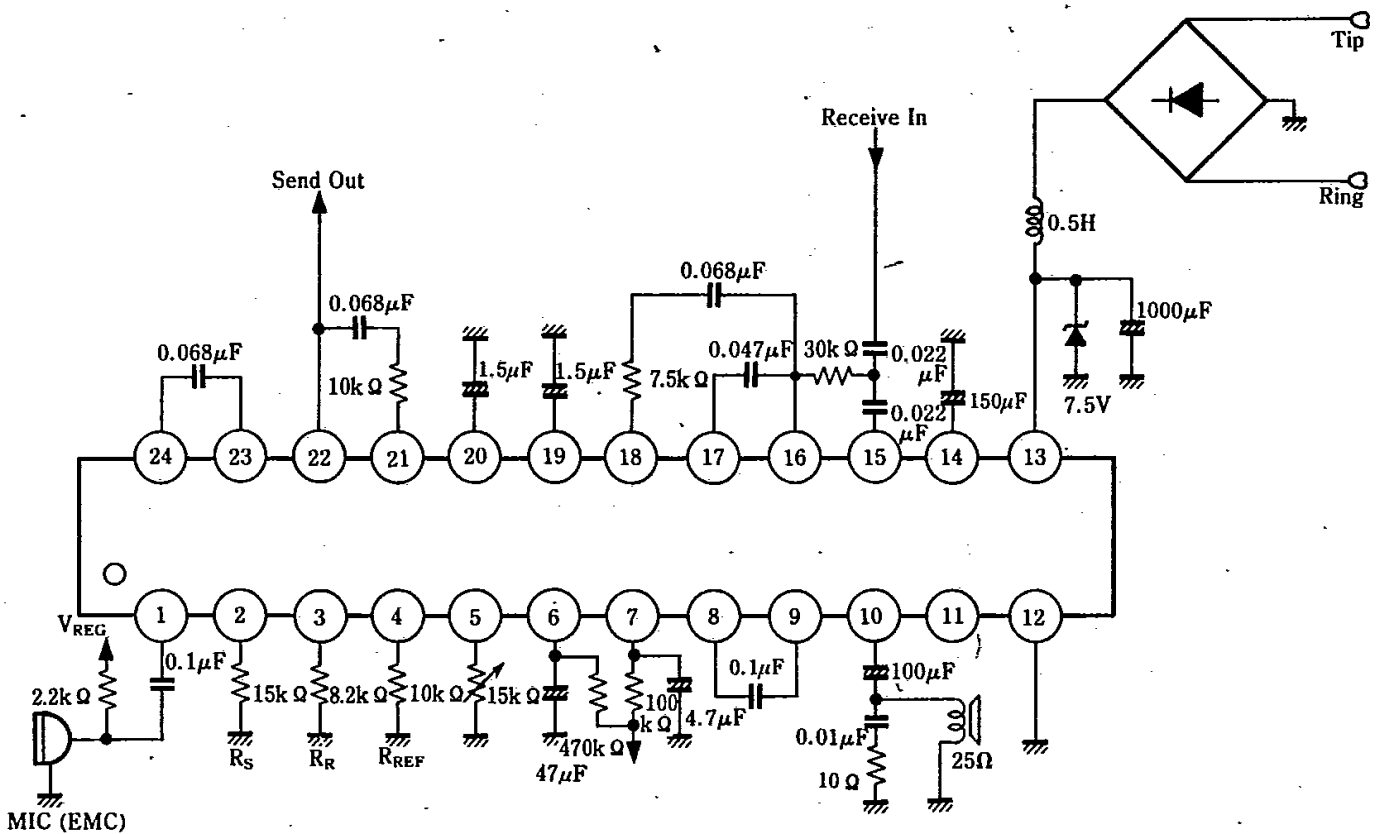 Tip
Receive In
Send Out
Ring
0.5H
0.068μF
0.068μF
1000μF
0.068μF
0.047μF
30kΩ
0.022
μF
1.5μF
1.5μF
7.5kΩ
10kΩ
150μF
7.5V
0.022
μF
24
23
22
21
20
19
18
17
16
15
14
13
1
2
3
4
5
6
7
8
9
10
11
12
VREG
0.1μF
0.1μF
100μF
2.2kΩ
15kΩ
8.2kΩ
10kΩ
15kΩ
100
kΩ
4.7μF
0.01μF
RS
RR
RREF
470kΩ
47μF
10Ω
25Ω
MIC (EMC)